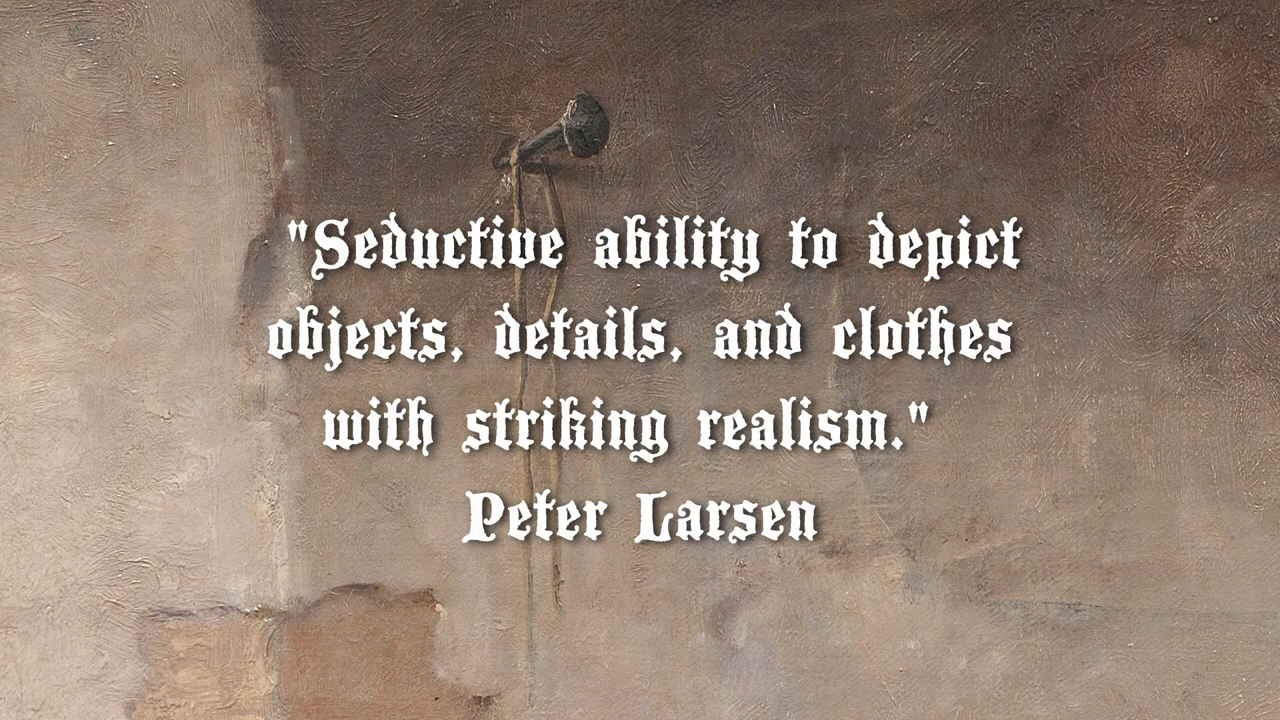 "Seductive ability to depict
objects, details, and clothes
with striking realism."
Peter Larsen